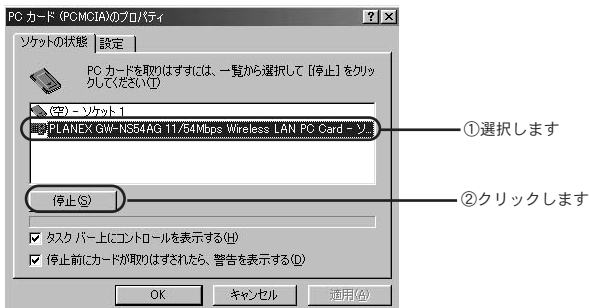 PC カード (PCMCIA)のプロパティ
ソケットの状態 設定
PC カードを取りはずすには、一覧から選択して [停止] をクリッ
クしてください(T)
(空) - ソケット 1
PLANEX GW-NS54AG 11/54Mbps Wireless LAN PC Card - ソ...
①選択します
停止(S)
②クリックします
タスク バー上にコントロールを表示する(H)
停止前にカードが取りはずされたら、警告を表示する(D)
OK キャンセル 適用(A)